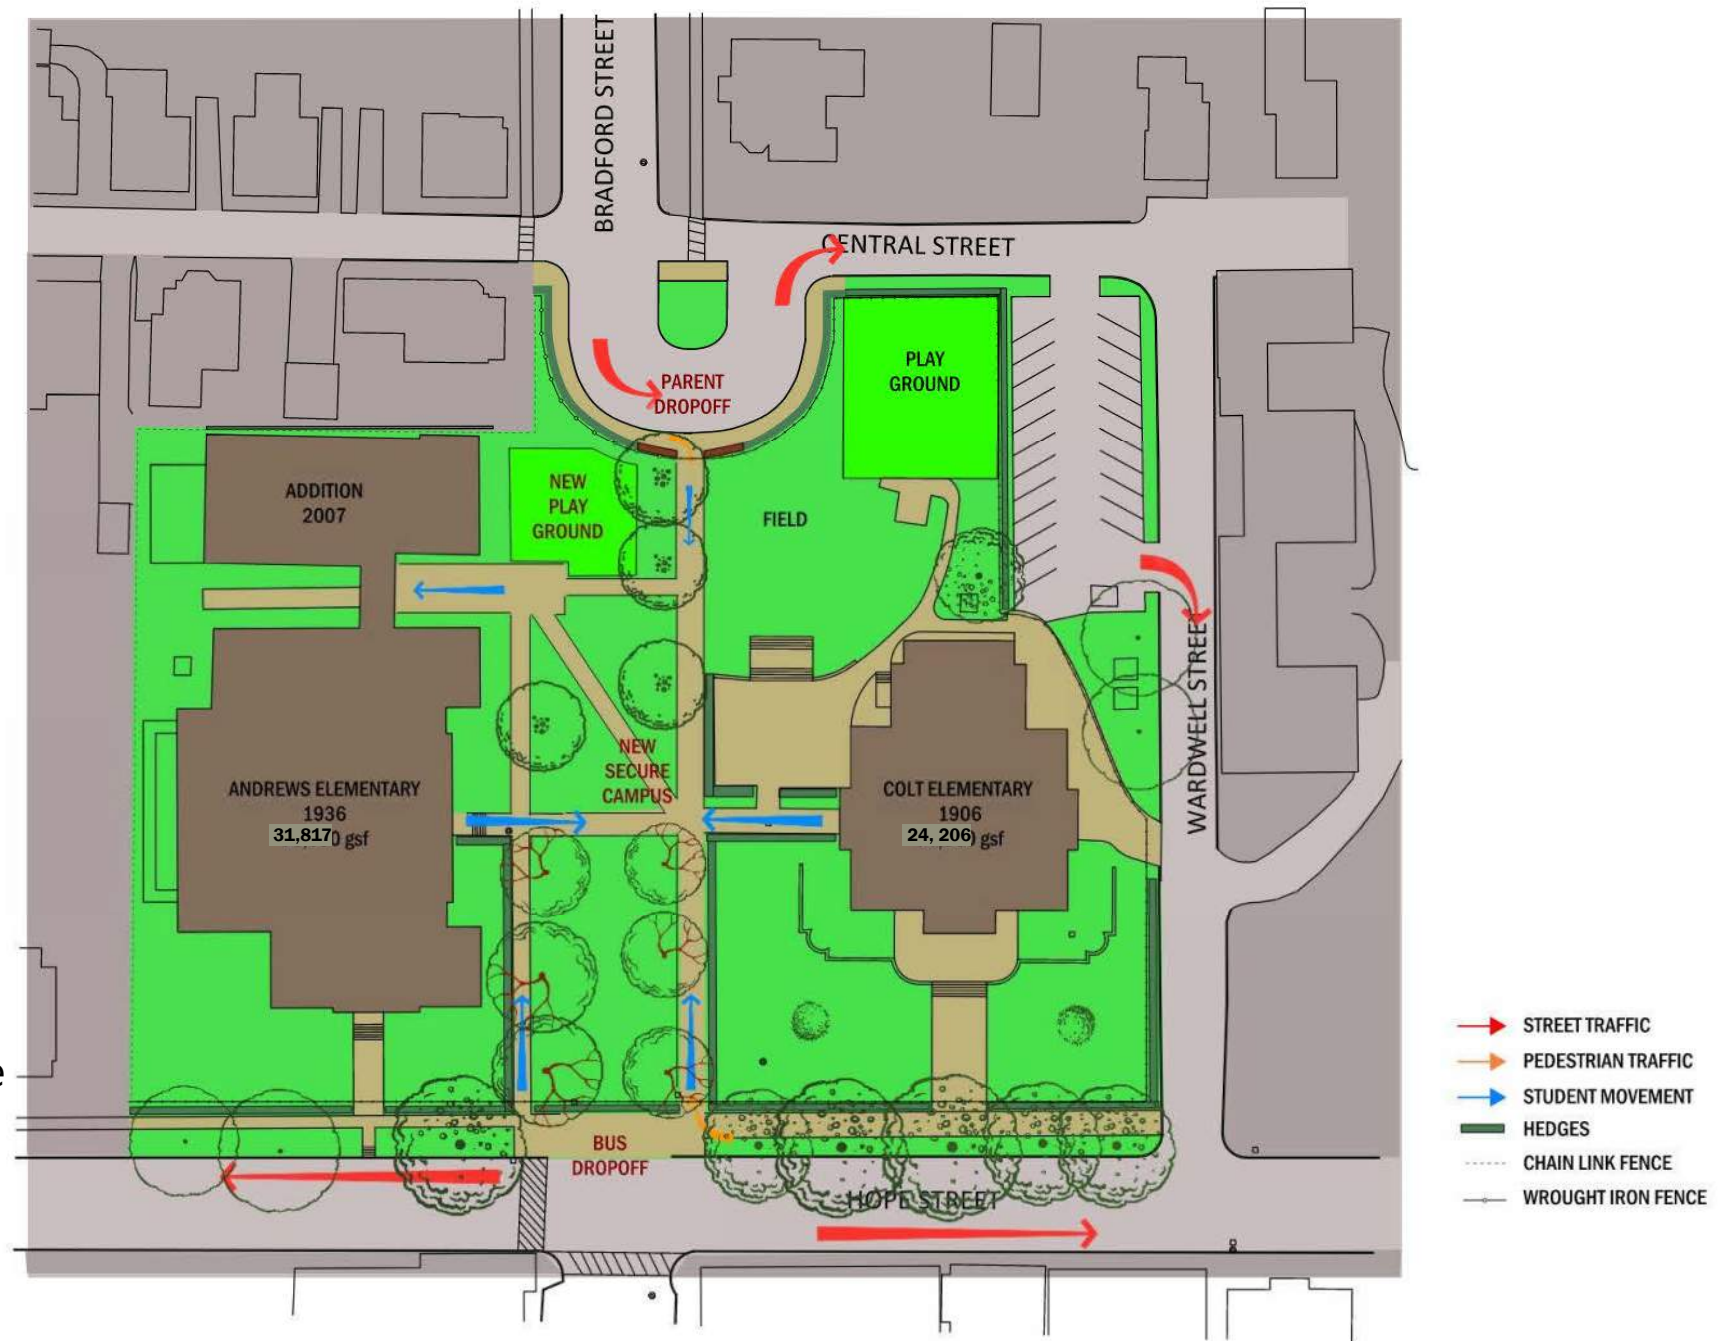 BRADFORD STREET
CENTRAL STREET
PARENT
DROPOFF
PLAY
GROUND
ADDITION
2007
NEW
PLAY
GROUND
FIELD
WARDWELL STREET
NEW
SECURE
CAMPUS
ANDREWS ELEMENTARY
1936
31,817 0 gsf
COLT ELEMENTARY
1906
24, 206 gsf
BUS
DROPOFF
HOPE STREET
e
STREET TRAFFIC
PEDESTRIAN TRAFFIC
STUDENT MOVEMENT
HEDGES
CHAIN LINK FENCE
WROUGHT IRON FENCE